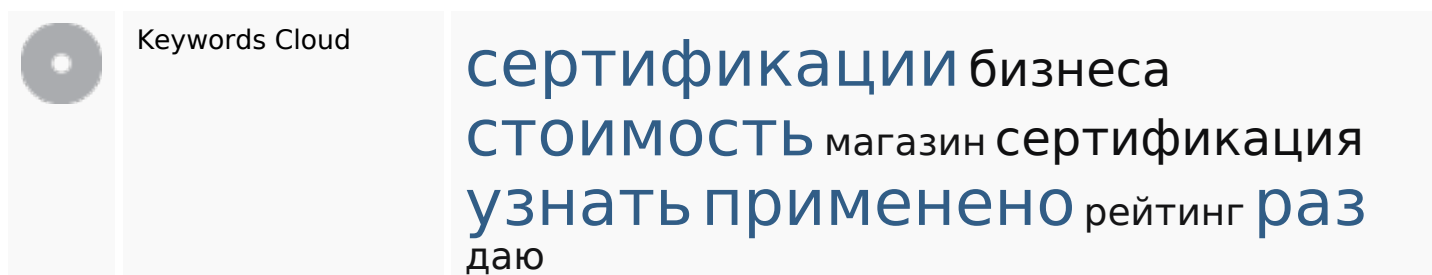 Keywords Cloud
сертификации бизнеса
стоимость магазин сертификация
узнать применено рейтинг раз
даю